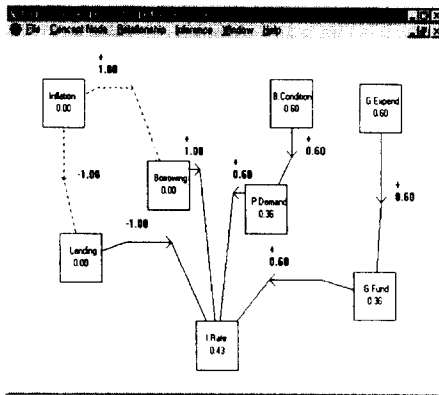 File Concept Node Relationship Inference Window Help
+
1.00
Inflation
0.00
B.Condition
0.60
G.Expend
0.60
+
1.00
+
0.60
Borrowing
0.00
-1.00
+
0.60
P Demand
0.36
+
0.60
-1.00
Lending
0.00
+
0.60
G Fund
0.36
I Rate
0.43